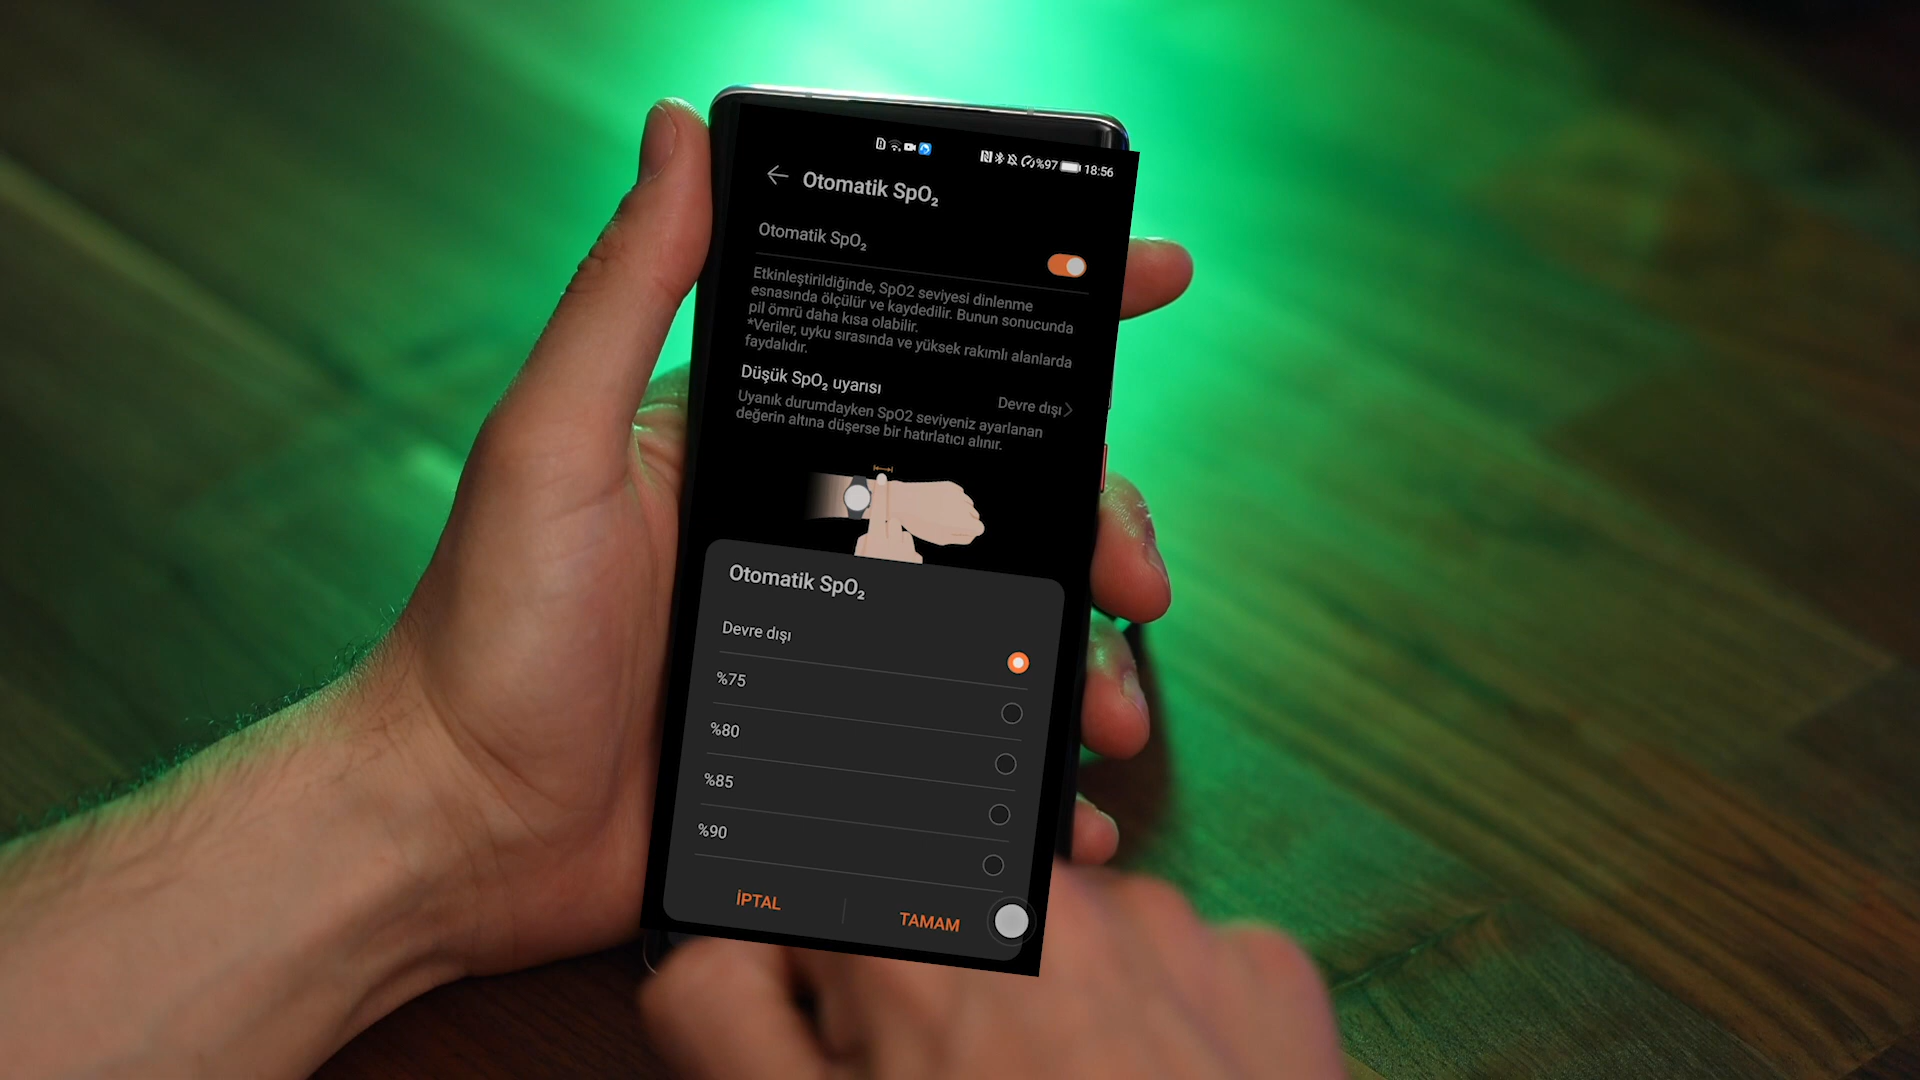 %97 18:56
Otomatik SpO₂
Otomatik SpO₂
Etkinleştirildiğinde, SpO2 seviyesi dinlenme
esnasında ölçülür ve kaydedilir. Bunun sonucunda
pil ömrü daha kısa olabilir.
*Veriler, uyku sırasında ve yüksek rakımlı alanlarda
faydalıdır.
Düşük SpO₂ uyarısı
Devre dışı
Uyanık durumdayken SpO2 seviyeniz ayarlanan
değerin altına düşerse bir hatırlatıcı alınır.
Otomatik SpO₂
Devre dışı
%75
%80
%85
%90
İPTAL
TAMAM